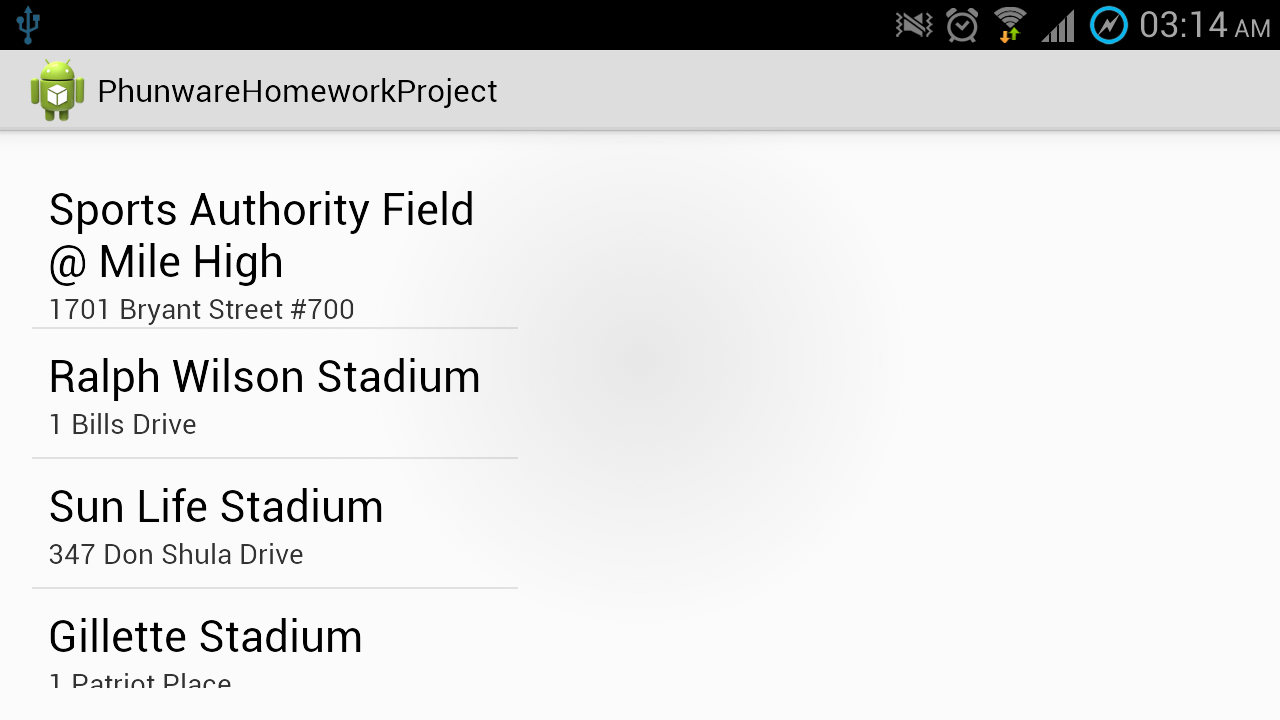 03:14 AM
PhunwareHomeworkProject
Sports Authority Field
@ Mile High
1701 Bryant Street #700
Ralph Wilson Stadium
1 Bills Drive
Sun Life Stadium
347 Don Shula Drive
Gillette Stadium
1 Patriot Place